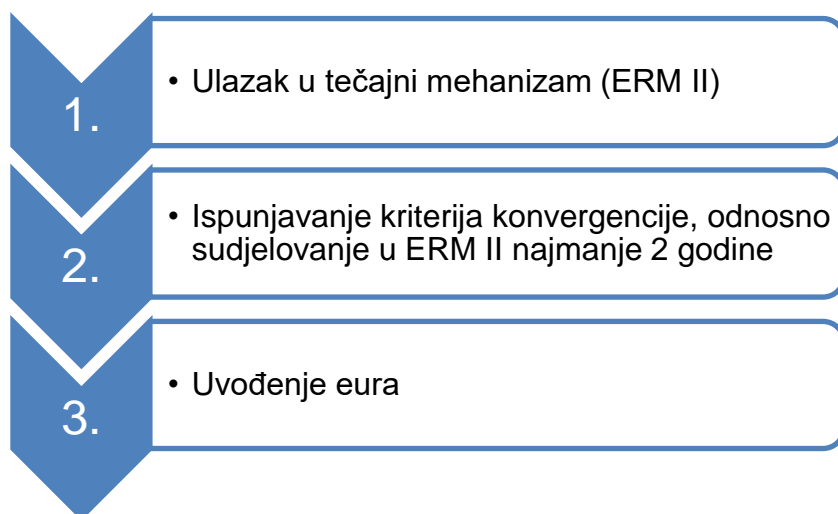 1.
• Ulazak u tečajni mehanizam (ERM II)
2.
• Ispunjavanje kriterija konvergencije, odnosno
sudjelovanje u ERM II najmanje 2 godine
3.
• Uvođenje eura